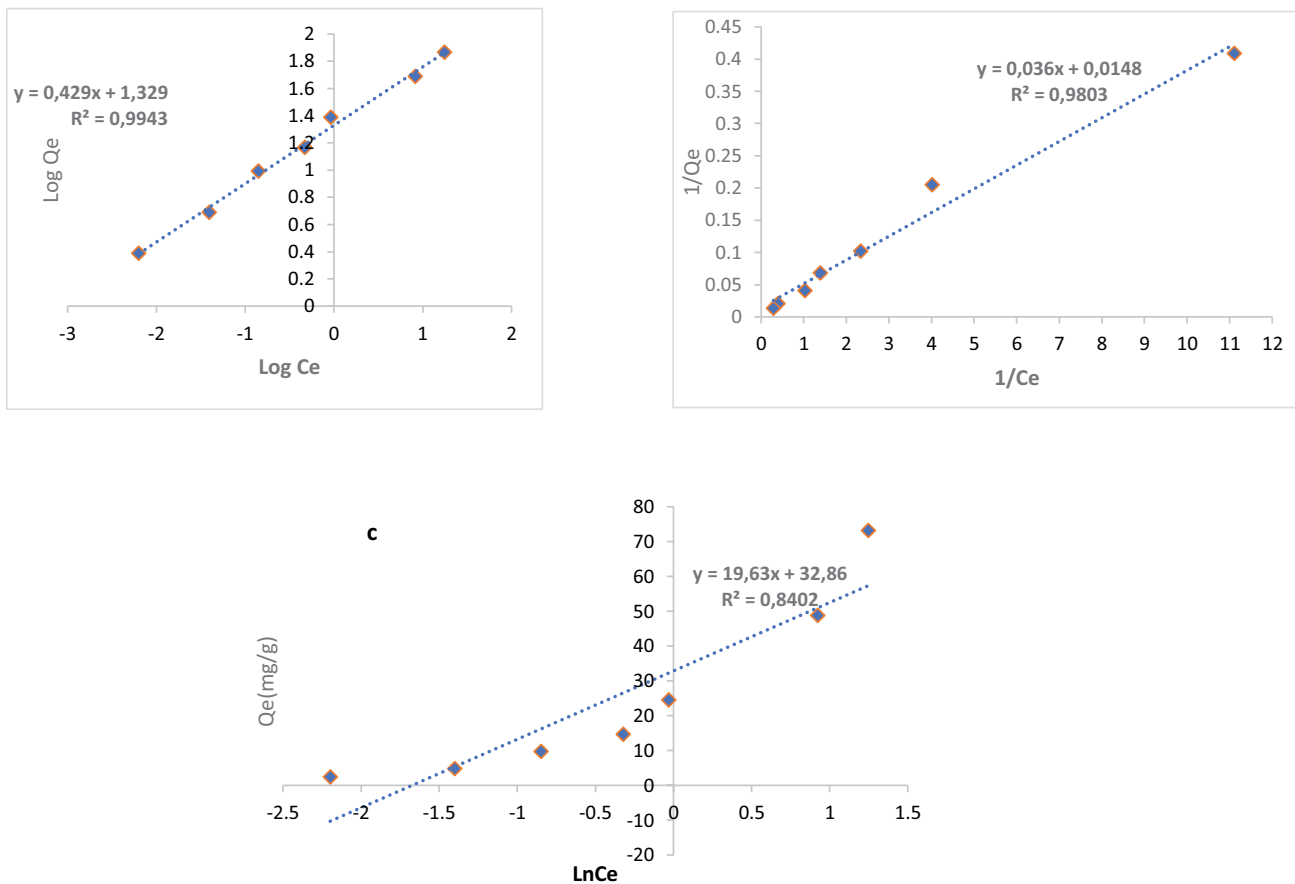 2
1.8
1.6
1.4
1.2
1
0.8
0.6
0.4
0.2
0
y = 0,429x + 1,329
R² = 0,9943
Log Qe
-3 -2 -1 0 1 2
Log Ce
0.45
0.4
0.35
0.3
0.25
0.2
0.15
0.1
0.05
0
y = 0,036x + 0,0148
R² = 0,9803
1/Qe
0 1 2 3 4 5 6 7 8 9 10 11 12
1/Ce
c
80
70
60
50
40
30
20
10
0
-10
-20
y = 19,63x + 32,86
R² = 0,8402
Qe(mg/g)
-2.5 -2 -1.5 -1 -0.5 0 0.5 1 1.5
LnCe